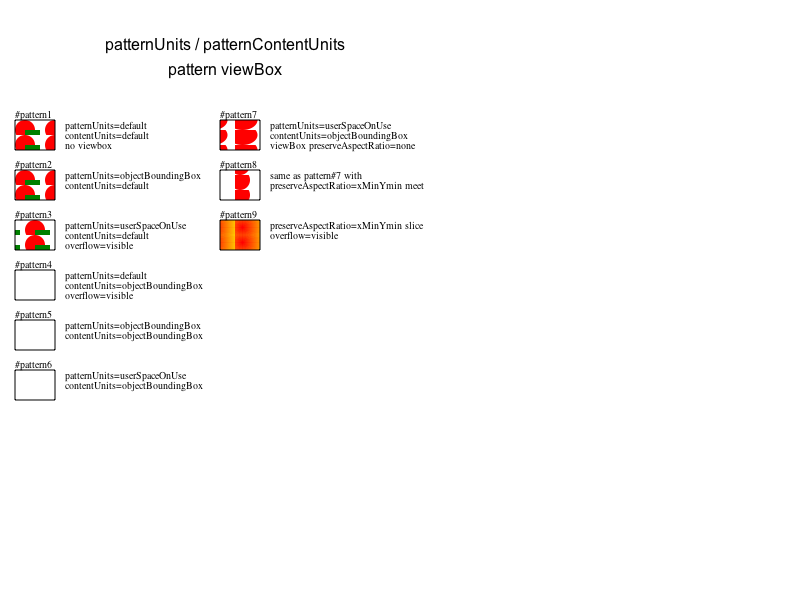 patternUnits / patternContentUnits
pattern viewBox
#pattern1
patternUnits=default
contentUnits=default
no viewbox
#pattern2
patternUnits=objectBoundingBox
contentUnits=default
#pattern3
patternUnits=userSpaceOnUse
contentUnits=default
overflow=visible
#pattern4
patternUnits=default
contentUnits=objectBoundingBox
overflow=visible
#pattern5
patternUnits=objectBoundingBox
contentUnits=objectBoundingBox
#pattern6
patternUnits=userSpaceOnUse
contentUnits=objectBoundingBox
#pattern7
patternUnits=userSpaceOnUse
contentUnits=objectBoundingBox
viewBox preserveAspectRatio=none
#pattern8
same as pattern#7 with
preserveAspectRatio=xMinYmin meet
#pattern9
preserveAspectRatio=xMinYmin slice
overflow=visible